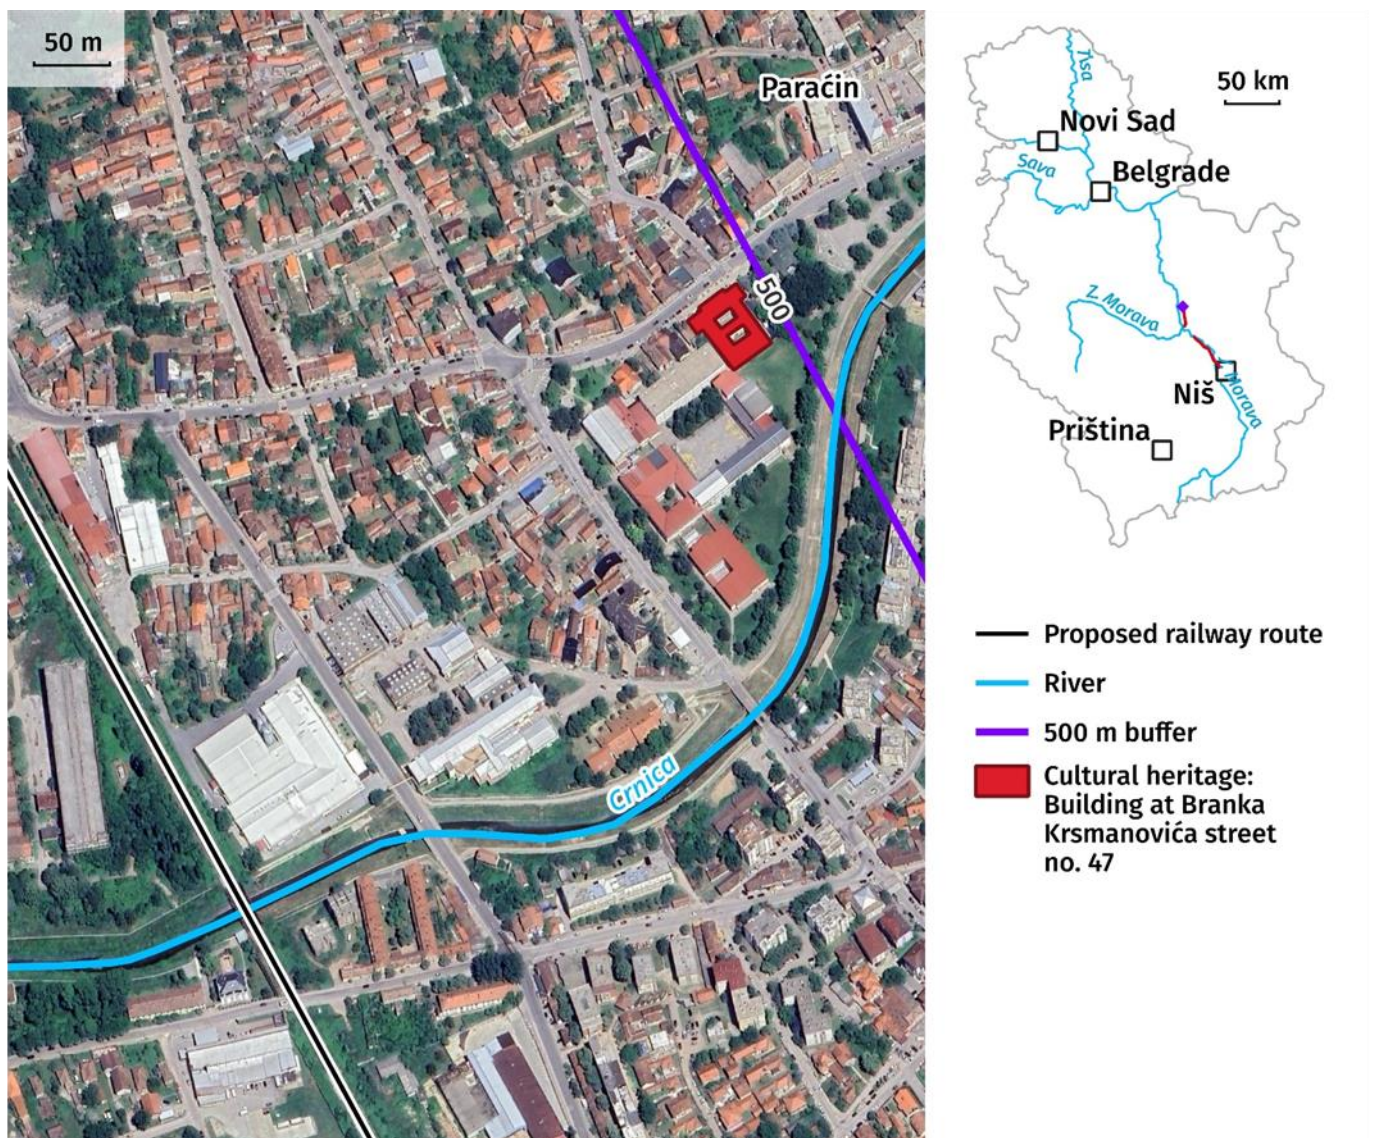 50 m
Paraćin
500
Crnica
Tisa
50 km
Novi Sad
Sava
Belgrade
Z. Morava
Niš
Morava
Priština
Proposed railway route
River
500 m buffer
Cultural heritage:
Building at Branka
Krsmanovića street
no. 47